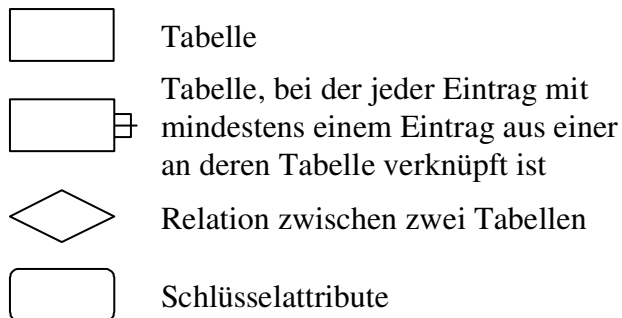 Tabelle
Tabelle, bei der jeder Eintrag mit
mindestens einem Eintrag aus einer
an deren Tabelle verknüpft ist
Relation zwischen zwei Tabellen
Schlüsselattribute